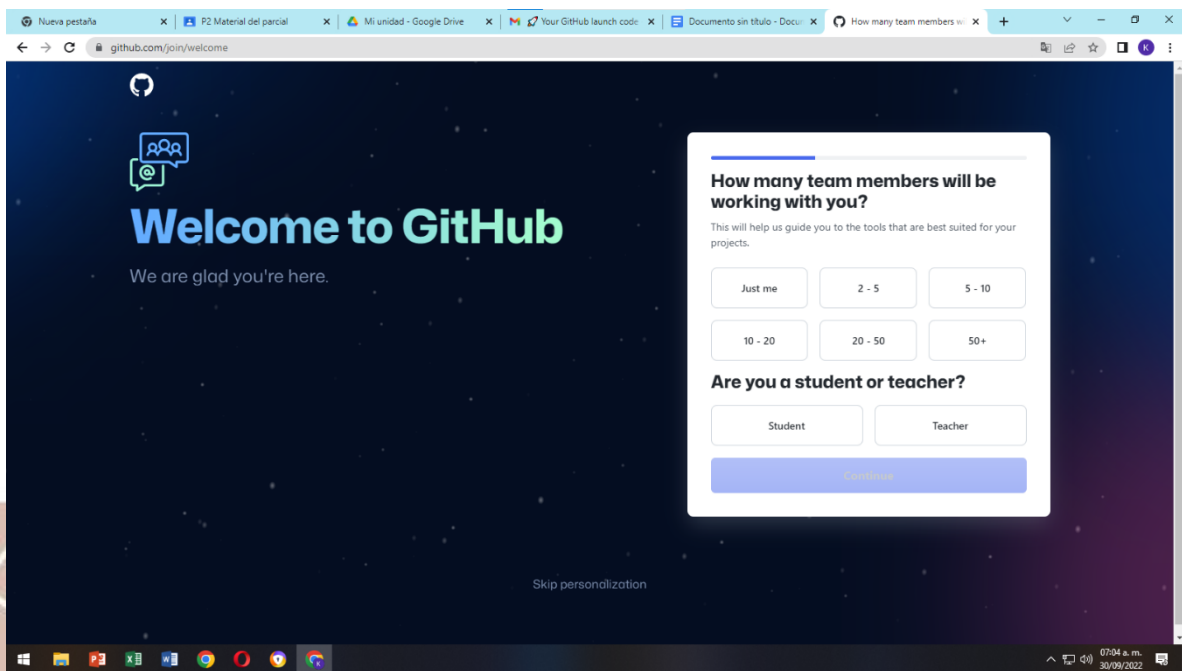 Nueva pestaña
P2 Material del parcial
Mi unidad - Google Drive
Your GitHub launch code
Documento sin título - Docu
How many team members w
github.com/join/welcome
K
Welcome to GitHub
We are glad you're here.
How many team members will be
working with you?
This will help us guide you to the tools that are best suited for your
projects.
Just me
2 - 5
5 - 10
10 - 20
20 - 50
50+
Are you a student or teacher?
Student
Teacher
Continue
Skip personalization
07:04 a. m.
30/09/2022